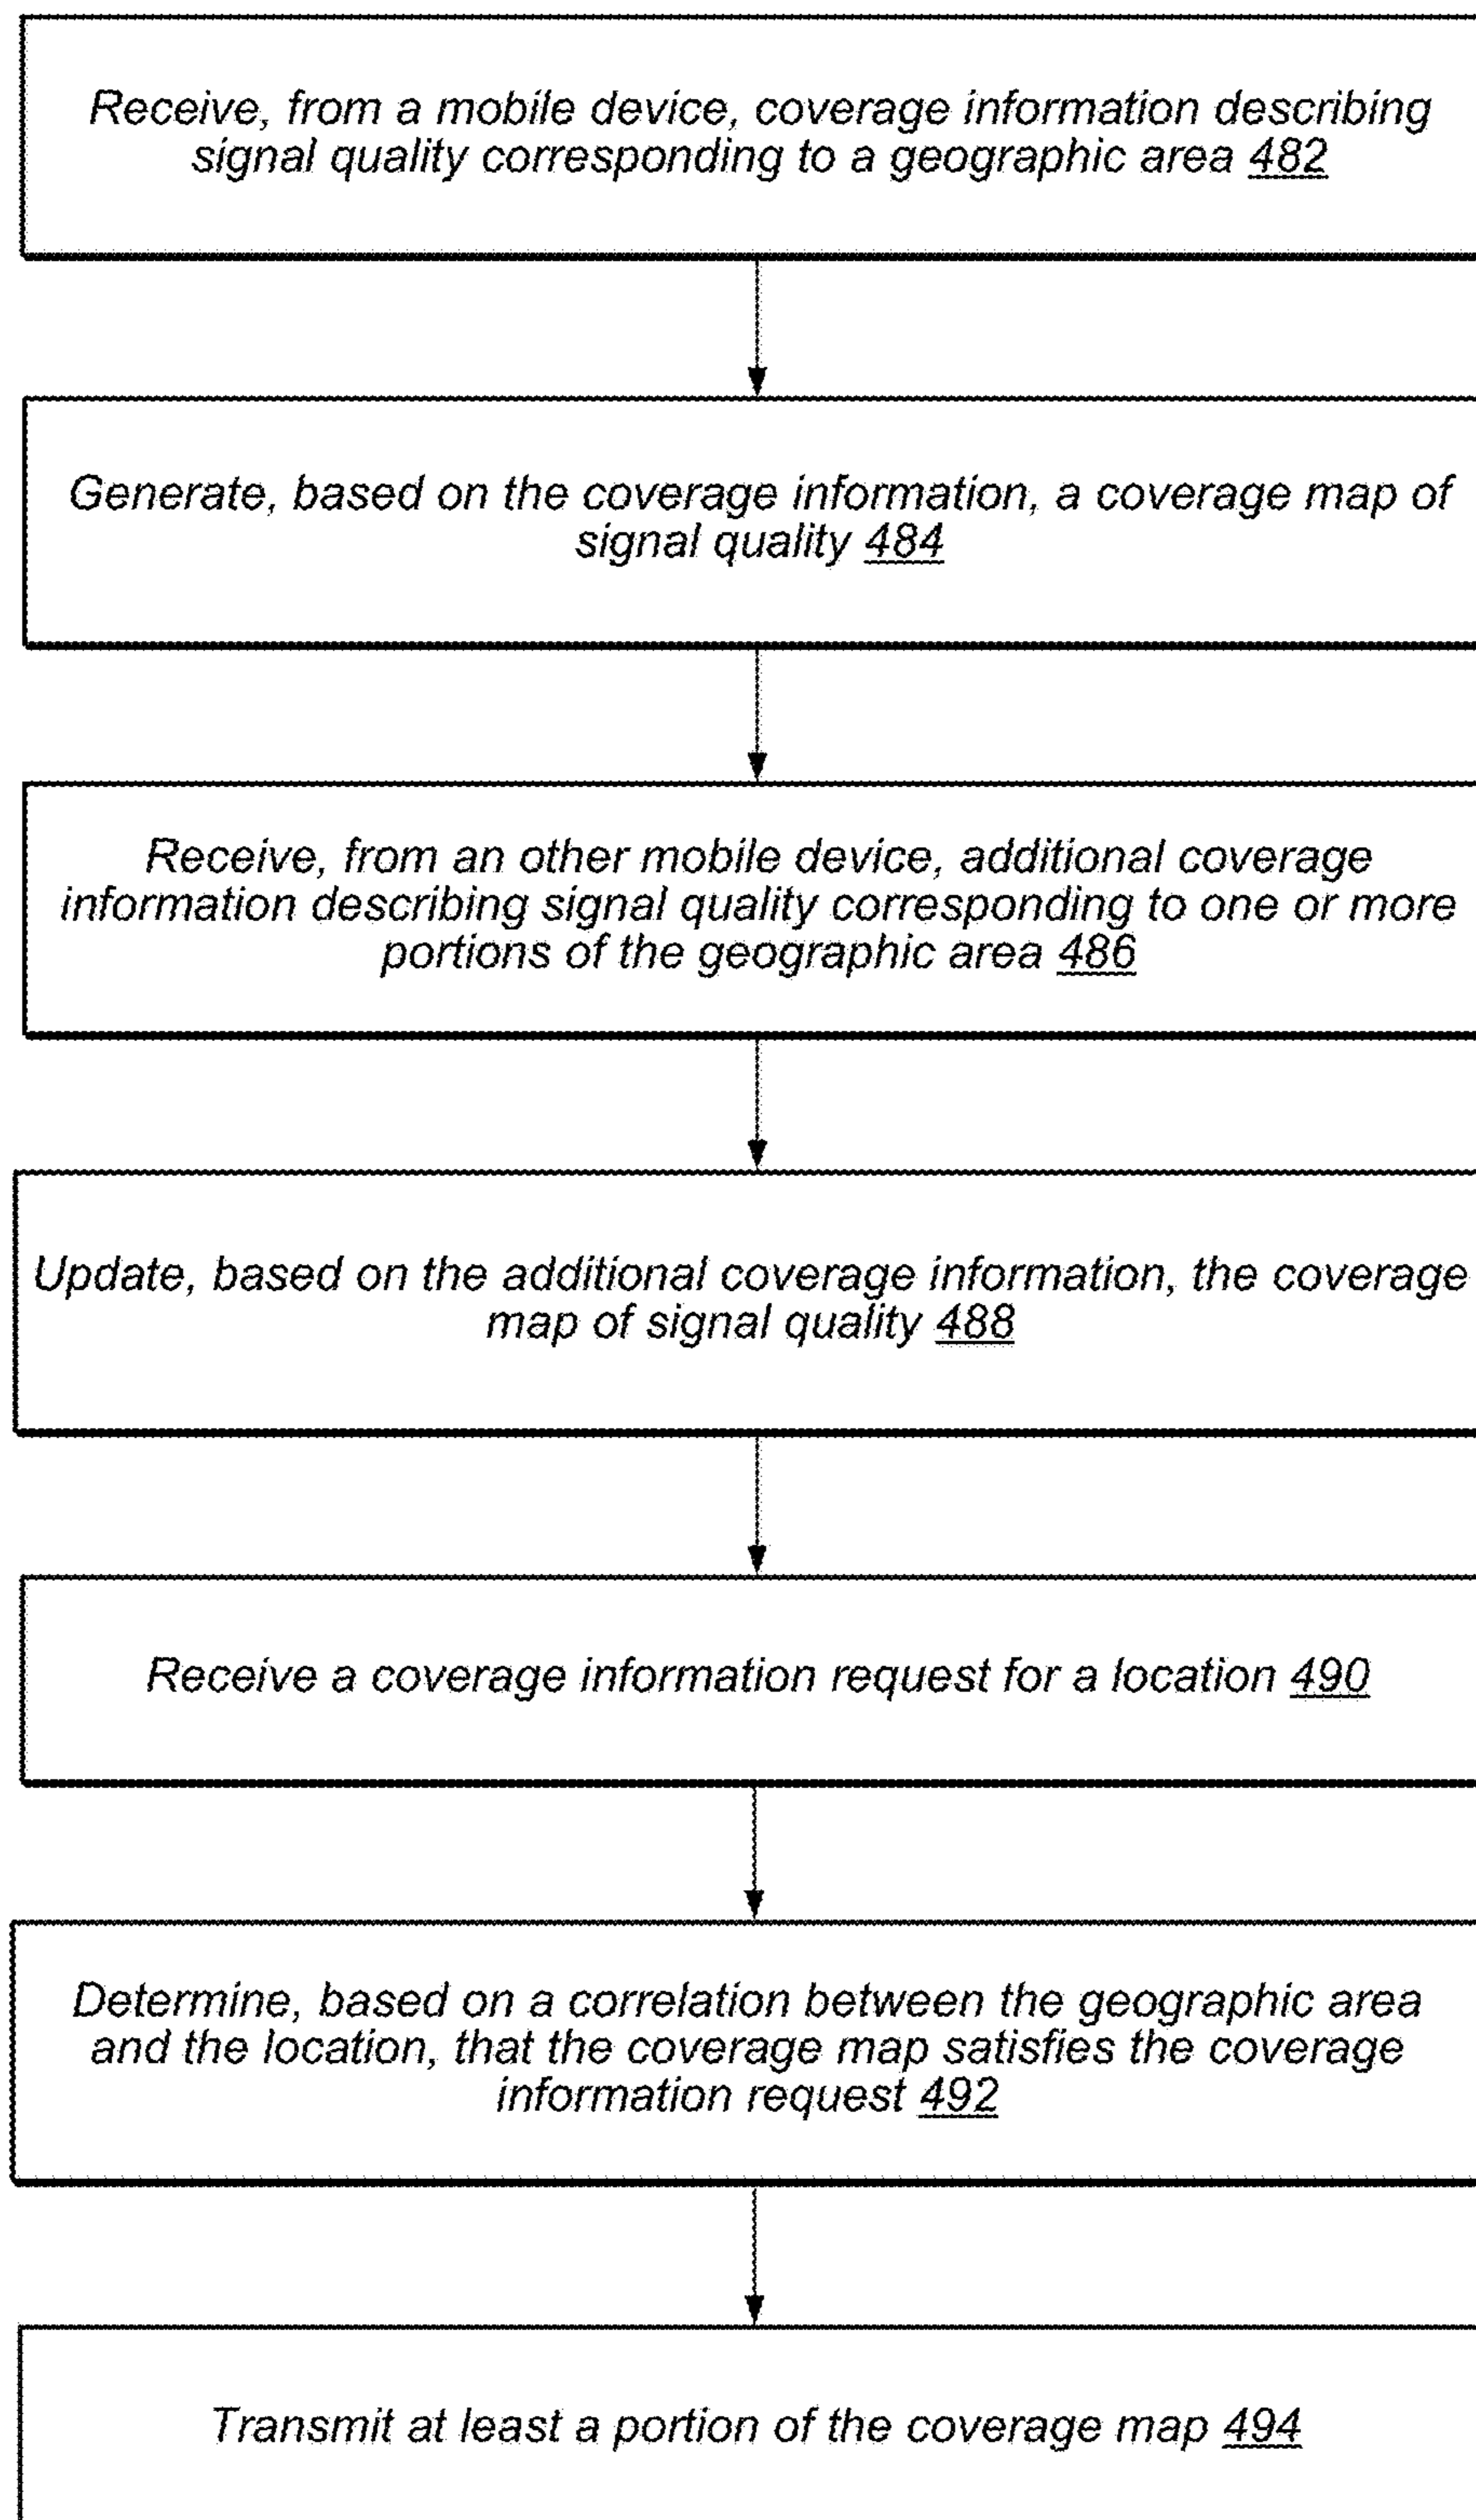 Receive, from a mobile device, coverage information describing
signal quality corresponding to a geographic area 482
Generate, based on the coverage information, a coverage map of
signal quality 484
Receive, from an other mobile device, additional coverage
information describing signal quality corresponding to one or more
portions of the geographic area 486
Update, based on the additional coverage information, the coverage
map of signal quality 488
Receive a coverage information request for a location 490
Determine, based on a correlation between the geographic area
and the location, that the coverage map satisfies the coverage
information request 492
Transmit at least a portion of the coverage map 494